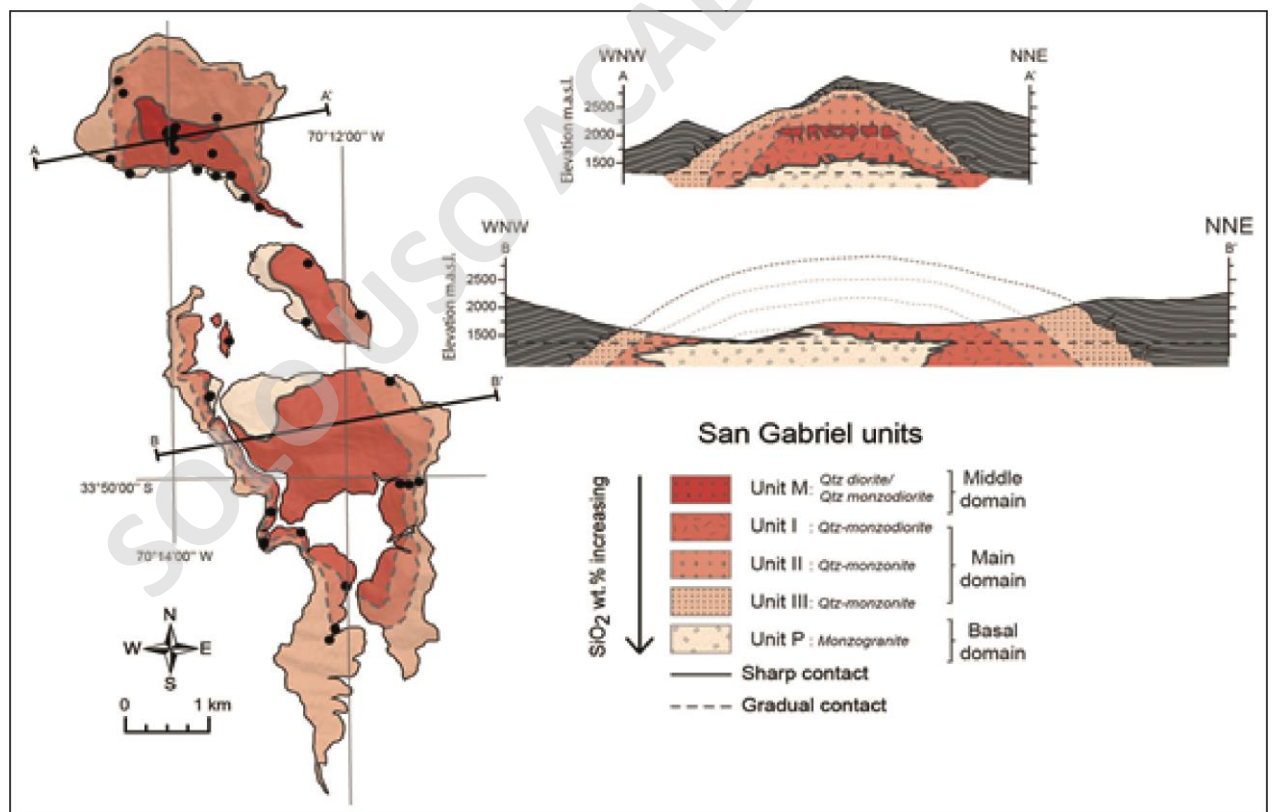 SOLO USO ACAD
WNW
A
NNE
A'
Elevation m.a.s.l.
2500
2000
1500
A
A'
70°12'00'' W
WNW
B
NNE
B'
Elevation m.a.s.l.
2500
2000
1500
B
B'
33°50'00'' S
70°14'00'' W
N
W E
S
0 1 km
San Gabriel units
SiO2 wt.% increasing
Unit M: Qtz diorite/
Qtz monzodiorite
Middle
domain
Unit I : Qtz-monzodiorite
Unit II : Qtz-monzonite
Main
domain
Unit III : Qtz-monzonite
Unit P : Monzogranite
Basal
domain
Sharp contact
Gradual contact